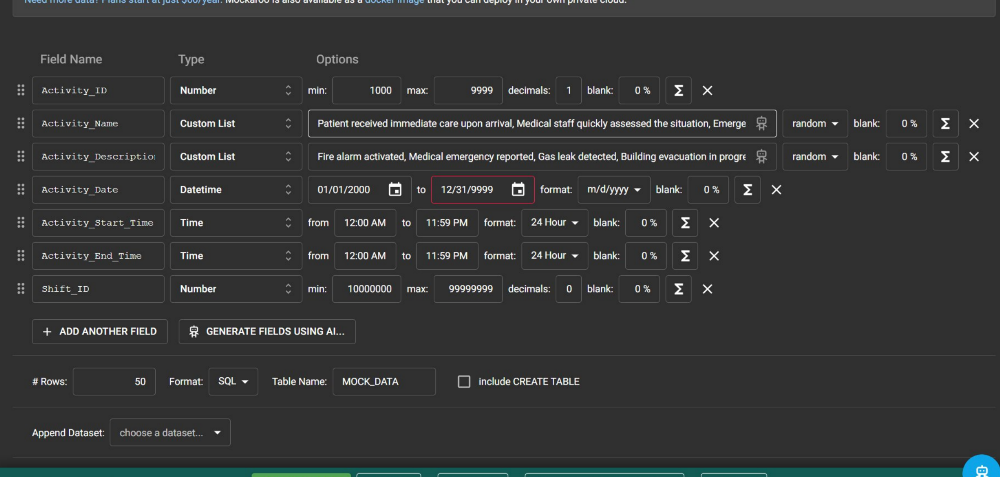 Need more data? Plans start at just $60/year. Mockaroo is also available as a docker image that you can deploy in your own private cloud.
Field Name Type Options
Activity_ID Number min: 1000 max: 9999 decimals: 1 blank: 0 % Σ
Activity_Name Custom List Patient received immediate care upon arrival, Medical staff quickly assessed the situation, Emerge random blank: 0 % Σ
Activity_Descriptio Custom List Fire alarm activated, Medical emergency reported, Gas leak detected, Building evacuation in progre random blank: 0 % Σ
Activity_Date Datetime 01/01/2000 to 12/31/9999 format: m/d/yyyy blank: 0 % Σ
Activity_Start_Time Time from 12:00 AM to 11:59 PM format: 24 Hour blank: 0 % Σ
Activity_End_Time Time from 12:00 AM to 11:59 PM format: 24 Hour blank: 0 % Σ
Shift_ID Number min: 10000000 max: 99999999 decimals: 0 blank: 0 % Σ
+ ADD ANOTHER FIELD GENERATE FIELDS USING AI...
# Rows: 50 Format: SQL Table Name: MOCK_DATA include CREATE TABLE
Append Dataset: choose a dataset...